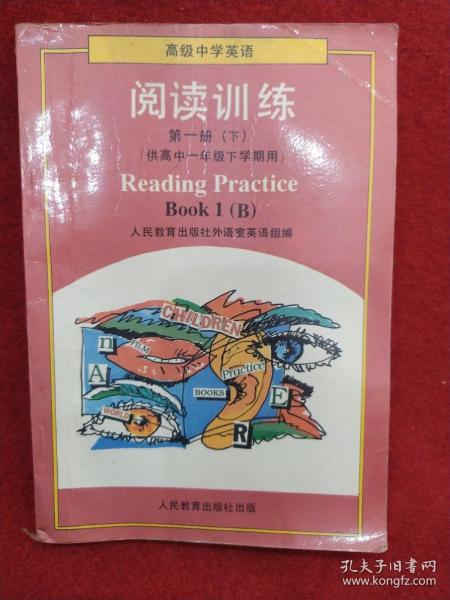 高级中学英语
阅读训练
第一册（下）
（供高中一年级下学期用）
Reading Practice
Book 1 (B)
人民教育出版社外语室英语组编
CHILDREN
n
FILM
A
Practice
BOOKS
E
WORLD
R
人民教育出版社出版
孔夫子旧书网
www.kongfz.com